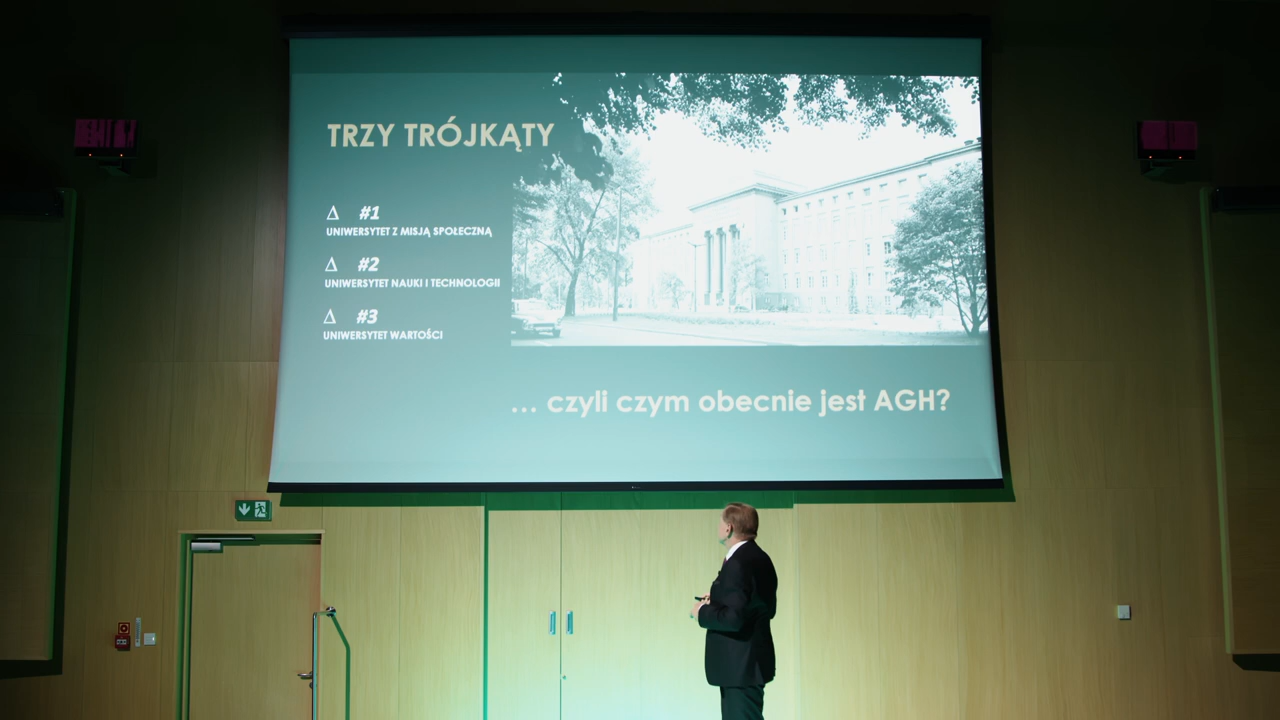 TRZY TRÓJKĄTY
Δ #1
UNIWERSYTET Z MISJĄ SPOŁECZNĄ
Δ #2
UNIWERSYTET NAUKI I TECHNOLOGII
Δ #3
UNIWERSYTET WARTOŚCI
... czyli czym obecnie jest AGH?